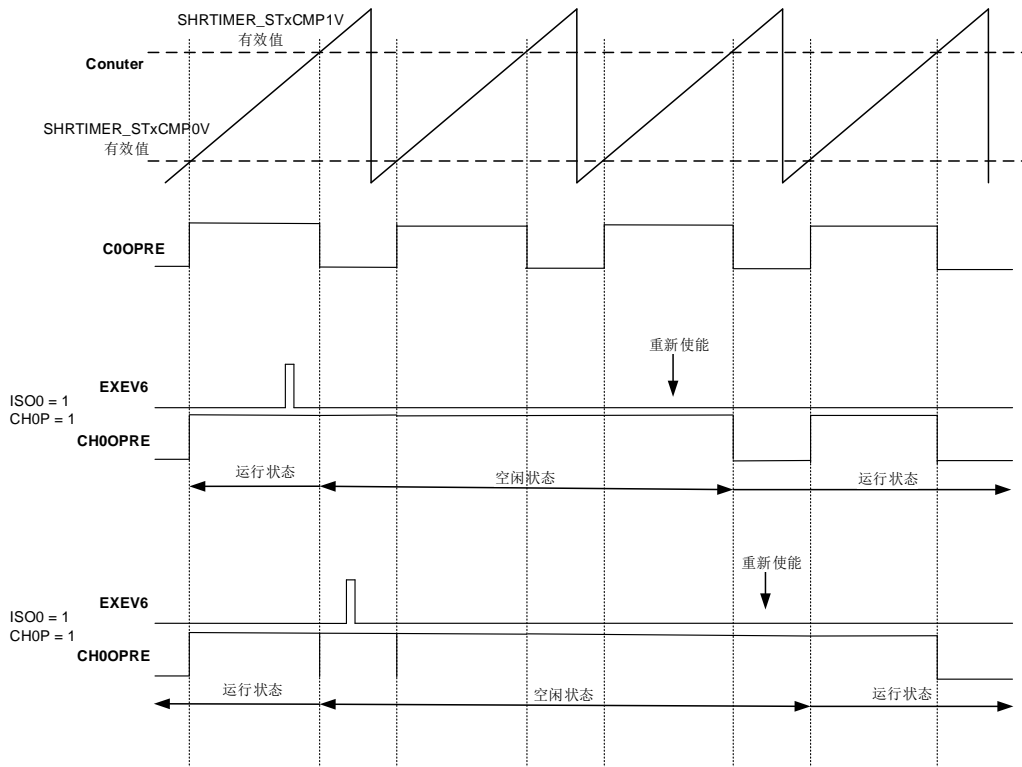 SHRTIMER_STxCMP1V
有效值
Conuter
SHRTIMER_STxCMP0V
有效值
C0OPRE
重新使能
EXEV6
ISO0 = 1
CH0P = 1
CH0OPRE
运行状态
空闲状态
运行状态
重新使能
EXEV6
ISO0 = 1
CH0P = 1
CH0OPRE
运行状态
空闲状态
运行状态